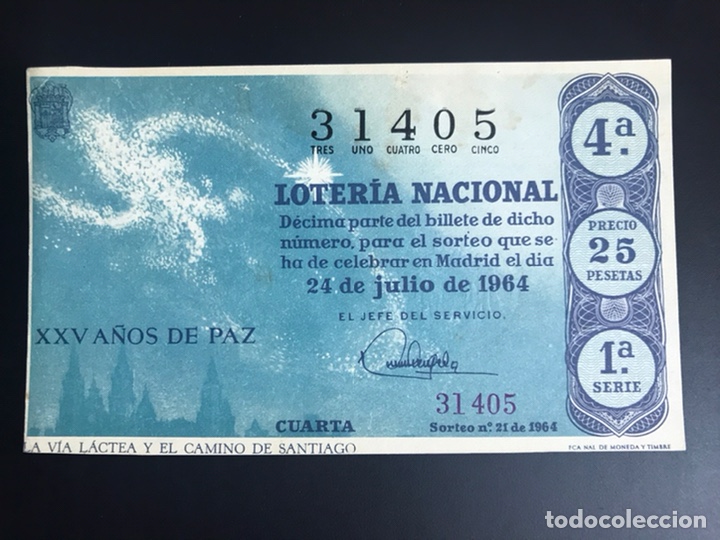 31405
TRES UNO CUATRO CERO CINCO
LOTERÍA NACIONAL
Décima parte del billete de dicho
número, para el sorteo que se
ha de celebrar en Madrid el día
24 de julio de 1964
EL JEFE DEL SERVICIO,
31405
CUARTA
Sorteo nº. 21 de 1964
XXV AÑOS DE PAZ
LA VÍA LÁCTEA Y EL CAMINO DE SANTIAGO
4ª.
PRECIO
25
PESETAS
1ª
SERIE
FCA NAL DE MONEDA Y TIMBRE
todocoleccion
todocoleccion.net